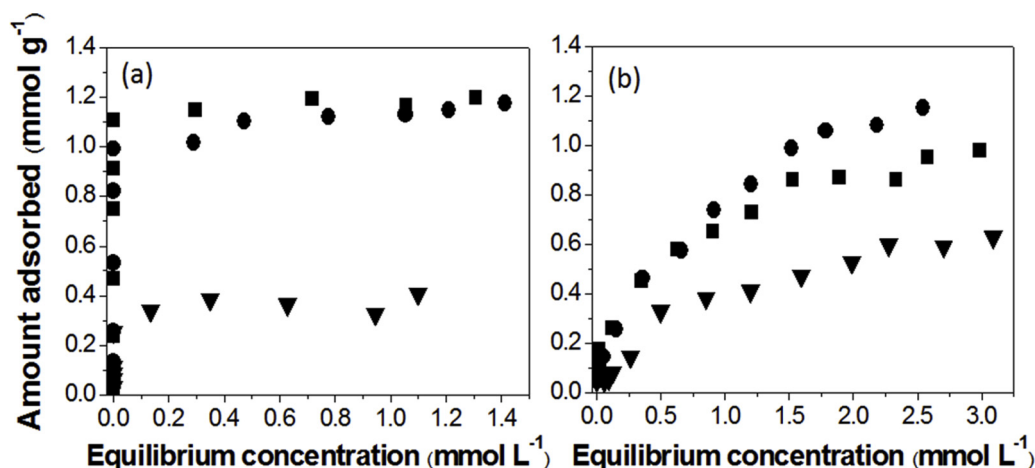 Amount adsorbed (mmol g-1)
(a)
1.4
1.2
1.0
0.8
0.6
0.4
0.2
0.0
0.0 0.2 0.4 0.6 0.8 1.0 1.2 1.4
Equilibrium concentration (mmol L-1)
(b)
1.4
1.2
1.0
0.8
0.6
0.4
0.2
0.0
0.0 0.5 1.0 1.5 2.0 2.5 3.0
Equilibrium concentration (mmol L-1)